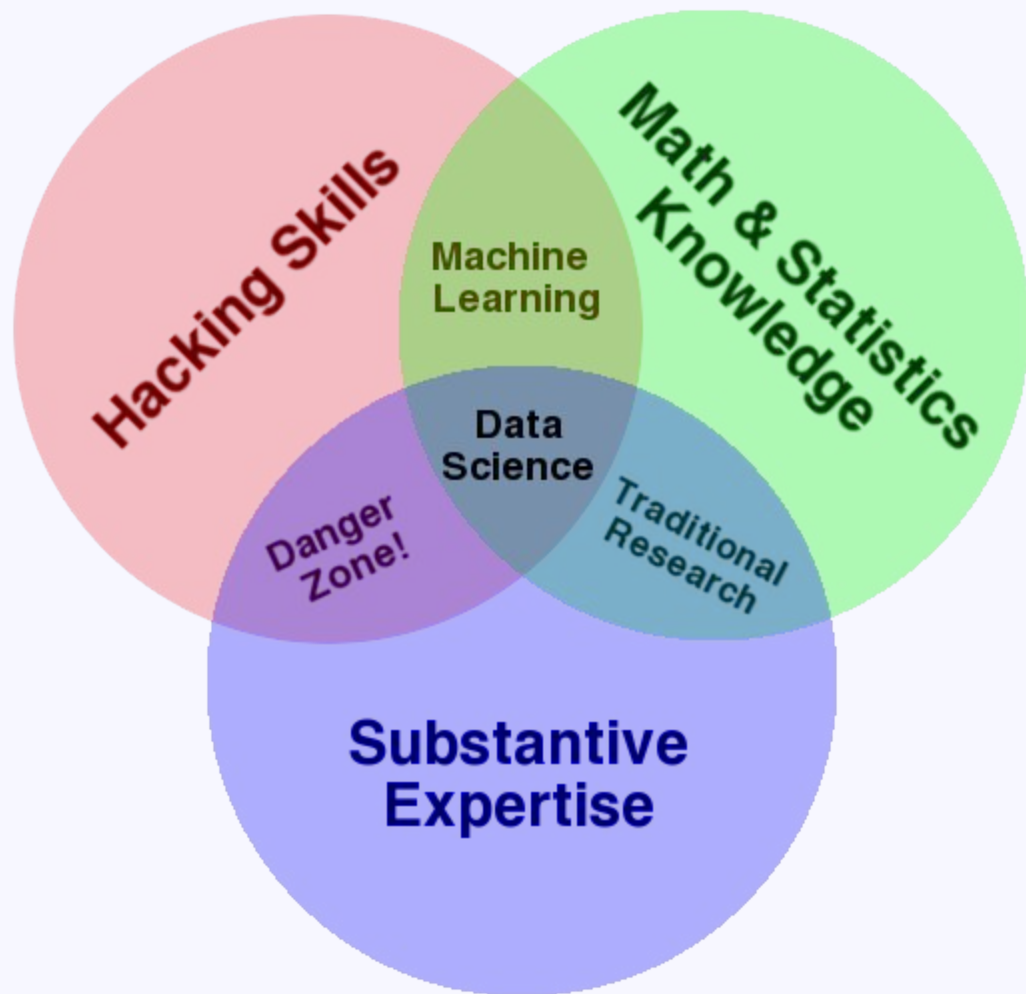 Hacking Skills
Math & Statistics
Knowledge
Machine
Learning
Data
Science
Danger
Zone!
Traditional
Research
Substantive
Expertise